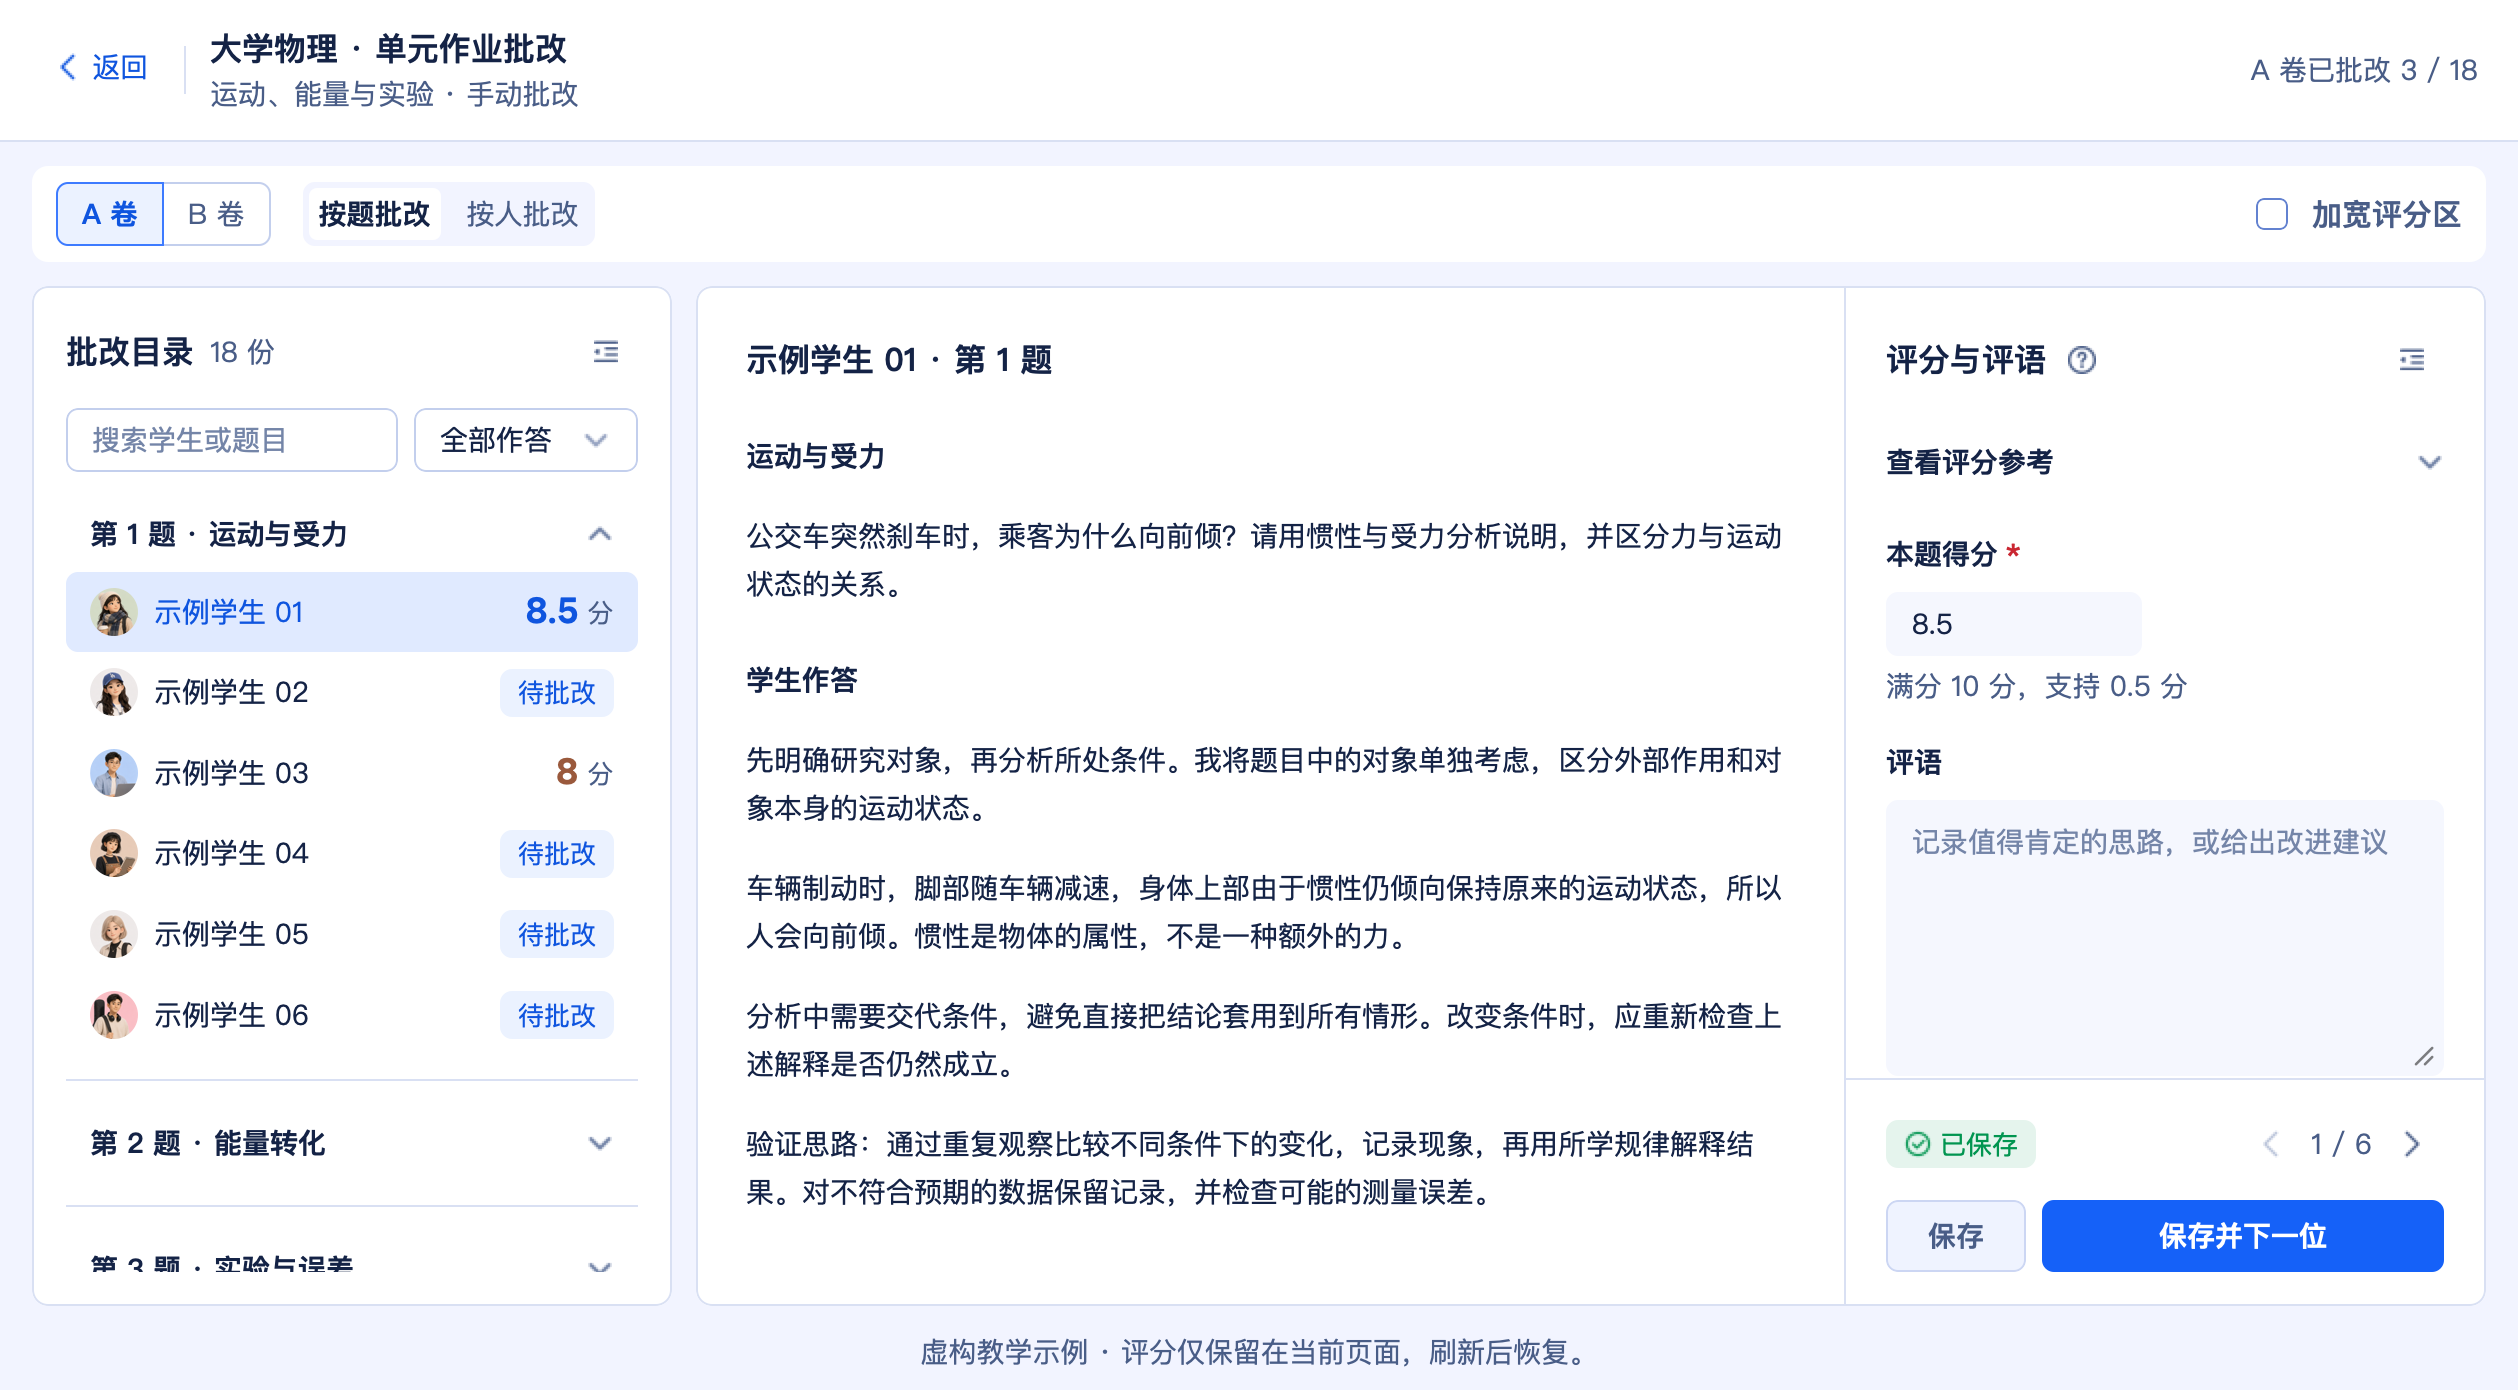 返回
大学物理 · 单元作业批改
运动、能量与实验 · 手动批改
A 卷已批改 3 / 18
A 卷
B 卷
按题批改
按人批改
加宽评分区
批改目录 18 份
搜索学生或题目
全部作答
第 1 题 · 运动与受力
示例学生 01
8.5 分
示例学生 02
待批改
示例学生 03
8 分
示例学生 04
待批改
示例学生 05
待批改
示例学生 06
待批改
第 2 题 · 能量转化
第 3 题 · 实验与误差
示例学生 01 · 第 1 题
运动与受力
公交车突然刹车时，乘客为什么向前倾？请用惯性与受力分析说明，并区分力与运动
状态的关系。
学生作答
先明确研究对象，再分析所处条件。我将题目中的对象单独考虑，区分外部作用和对
象本身的运动状态。
车辆制动时，脚部随车辆减速，身体上部由于惯性仍倾向保持原来的运动状态，所以
人会向前倾。惯性是物体的属性，不是一种额外的力。
分析中需要交代条件，避免直接把结论套用到所有情形。改变条件时，应重新检查上
述解释是否仍然成立。
验证思路：通过重复观察比较不同条件下的变化，记录现象，再用所学规律解释结
果。对不符合预期的数据保留记录，并检查可能的测量误差。
评分与评语
查看评分参考
本题得分 *
8.5
满分 10 分，支持 0.5 分
评语
记录值得肯定的思路，或给出改进建议
已保存
1 / 6
保存
保存并下一位
虚构教学示例 · 评分仅保留在当前页面，刷新后恢复。